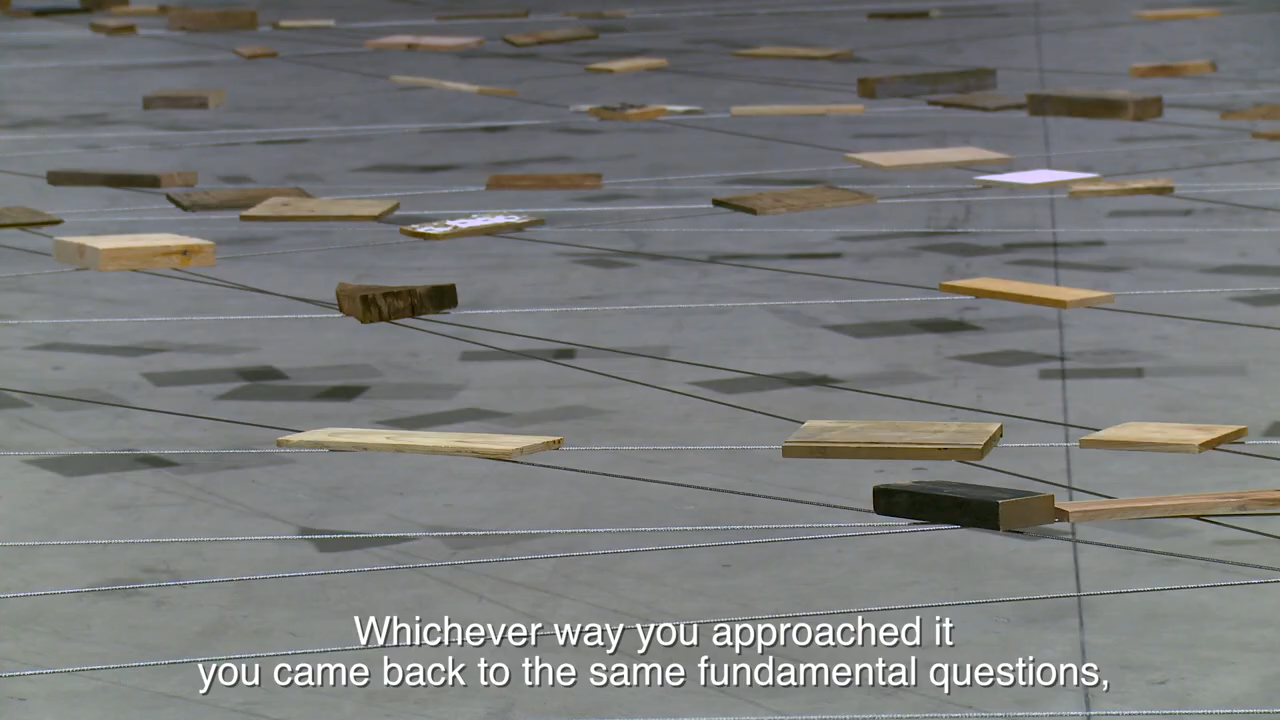 Whichever way you approached it
you came back to the same fundamental questions,